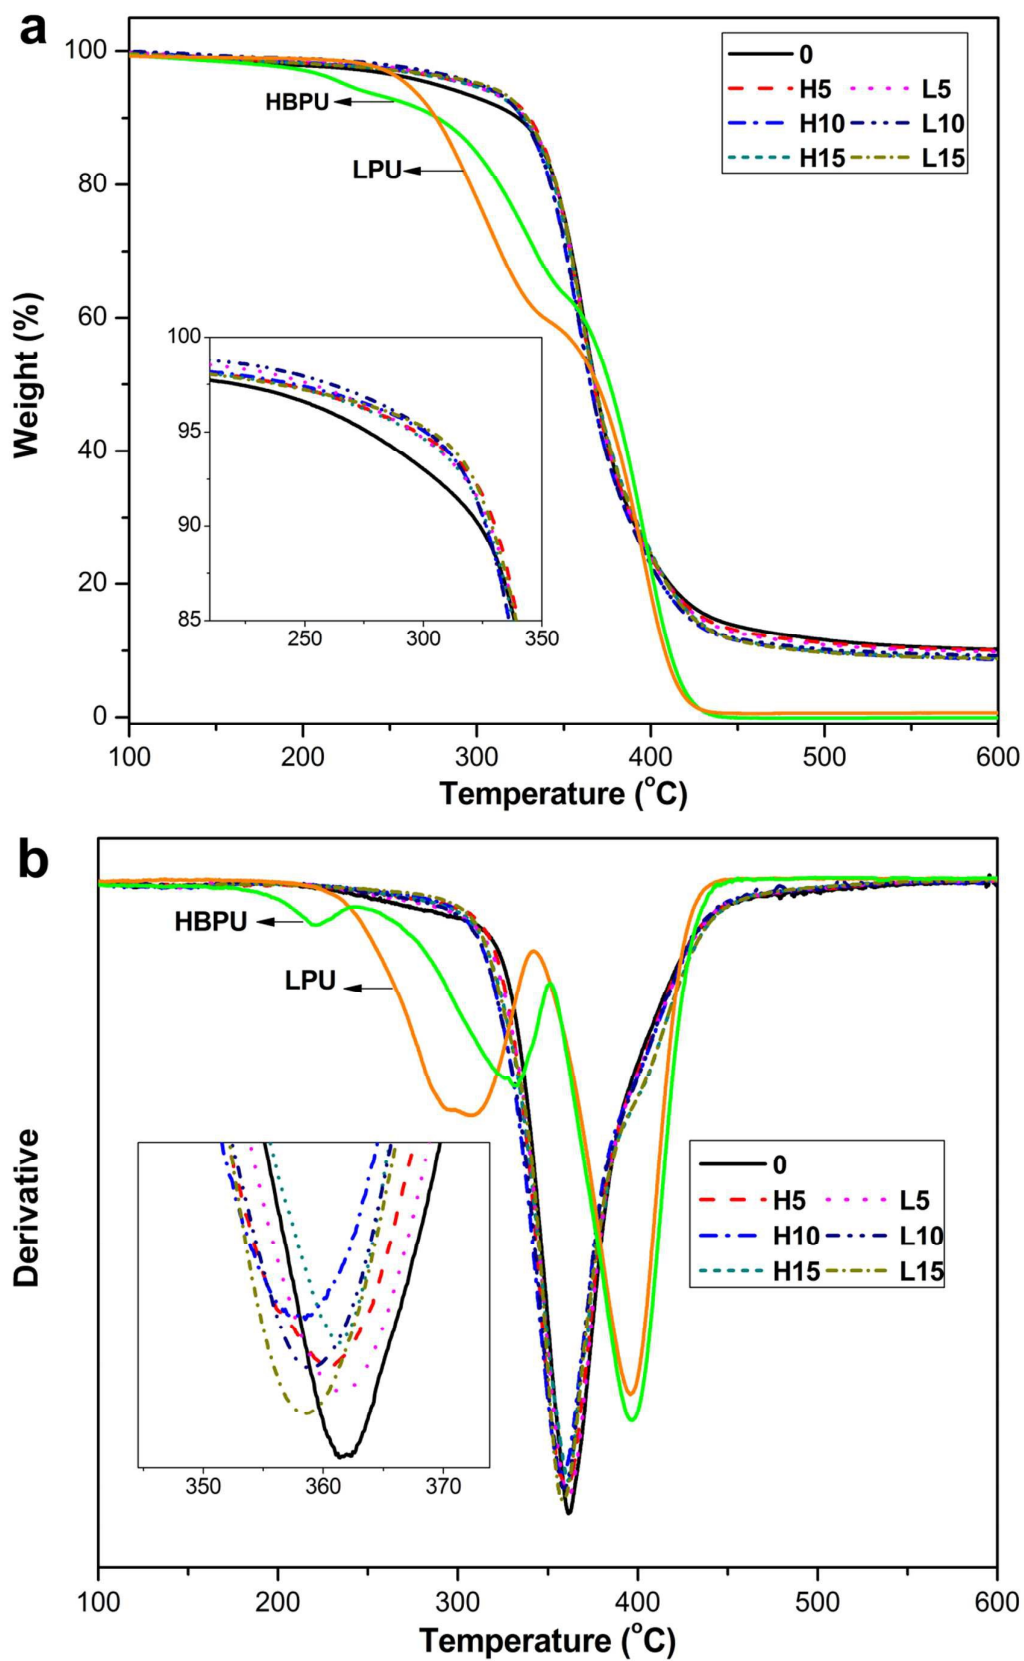 a
100
80
60
40
20
0
Weight (%)
HBPU
LPU
0
H5 L5
H10 L10
H15 L15
100
95
90
85
250 300 350
100 200 300 400 500 600
Temperature (°C)
b
HBPU
LPU
Derivative
0
H5 L5
H10 L10
H15 L15
350 360 370
100 200 300 400 500 600
Temperature (°C)